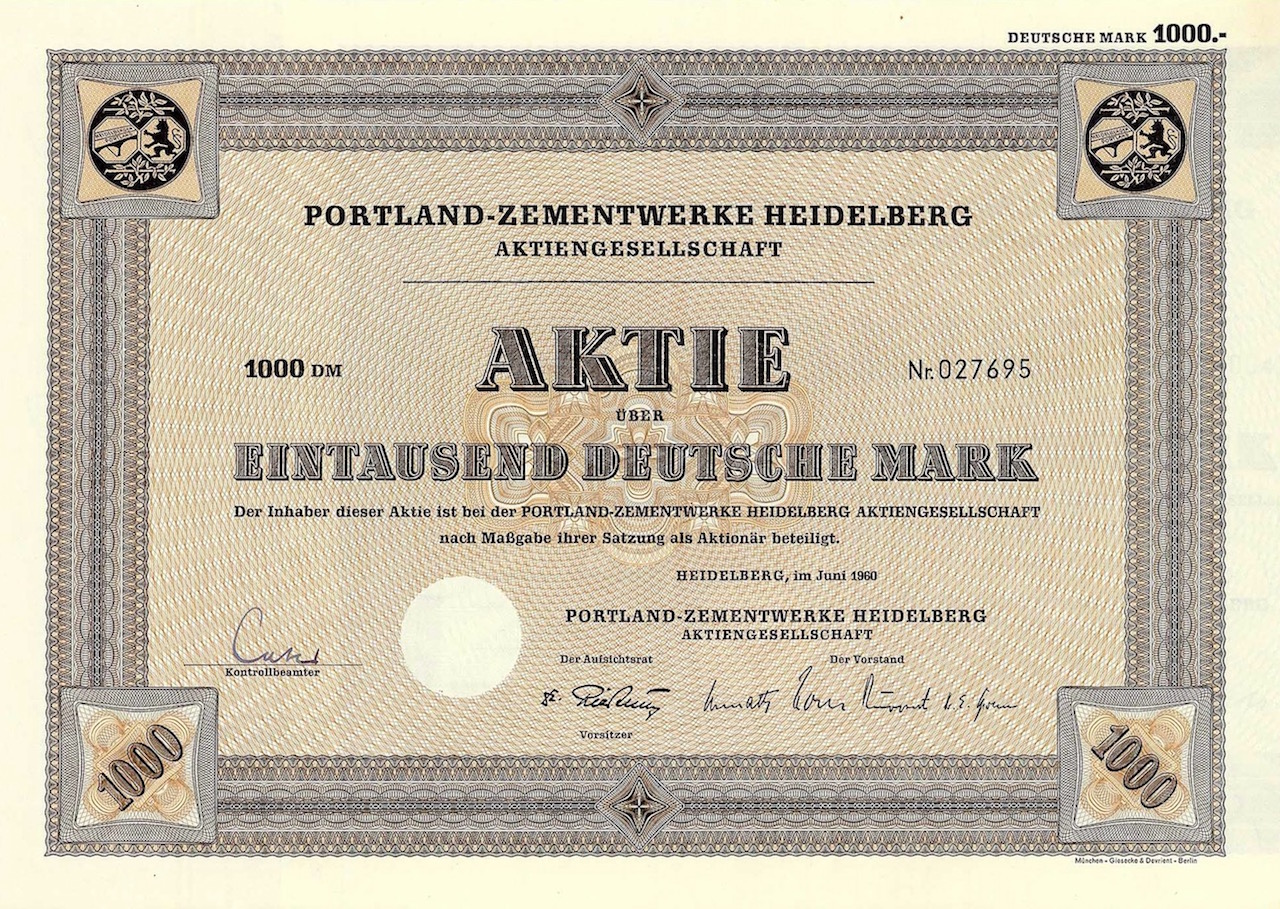 DEUTSCHE MARK 1000.-
PORTLAND-ZEMENTWERKE HEIDELBERG
AKTIENGESELLSCHAFT
AKTIE
1000 DM
Nr. 027695
ÜBER
EINTAUSEND DEUTSCHE MARK
Der Inhaber dieser Aktie ist bei der PORTLAND-ZEMENTWERKE HEIDELBERG AKTIENGESELLSCHAFT
nach Maßgabe ihrer Satzung als Aktionär beteiligt.
HEIDELBERG, im Juni 1960
PORTLAND-ZEMENTWERKE HEIDELBERG
AKTIENGESELLSCHAFT
Der Aufsichtsrat
Der Vorstand
Kontrollbeamter
Vorsitzer
1000
1000
München - Giesecke & Devrient - Berlin